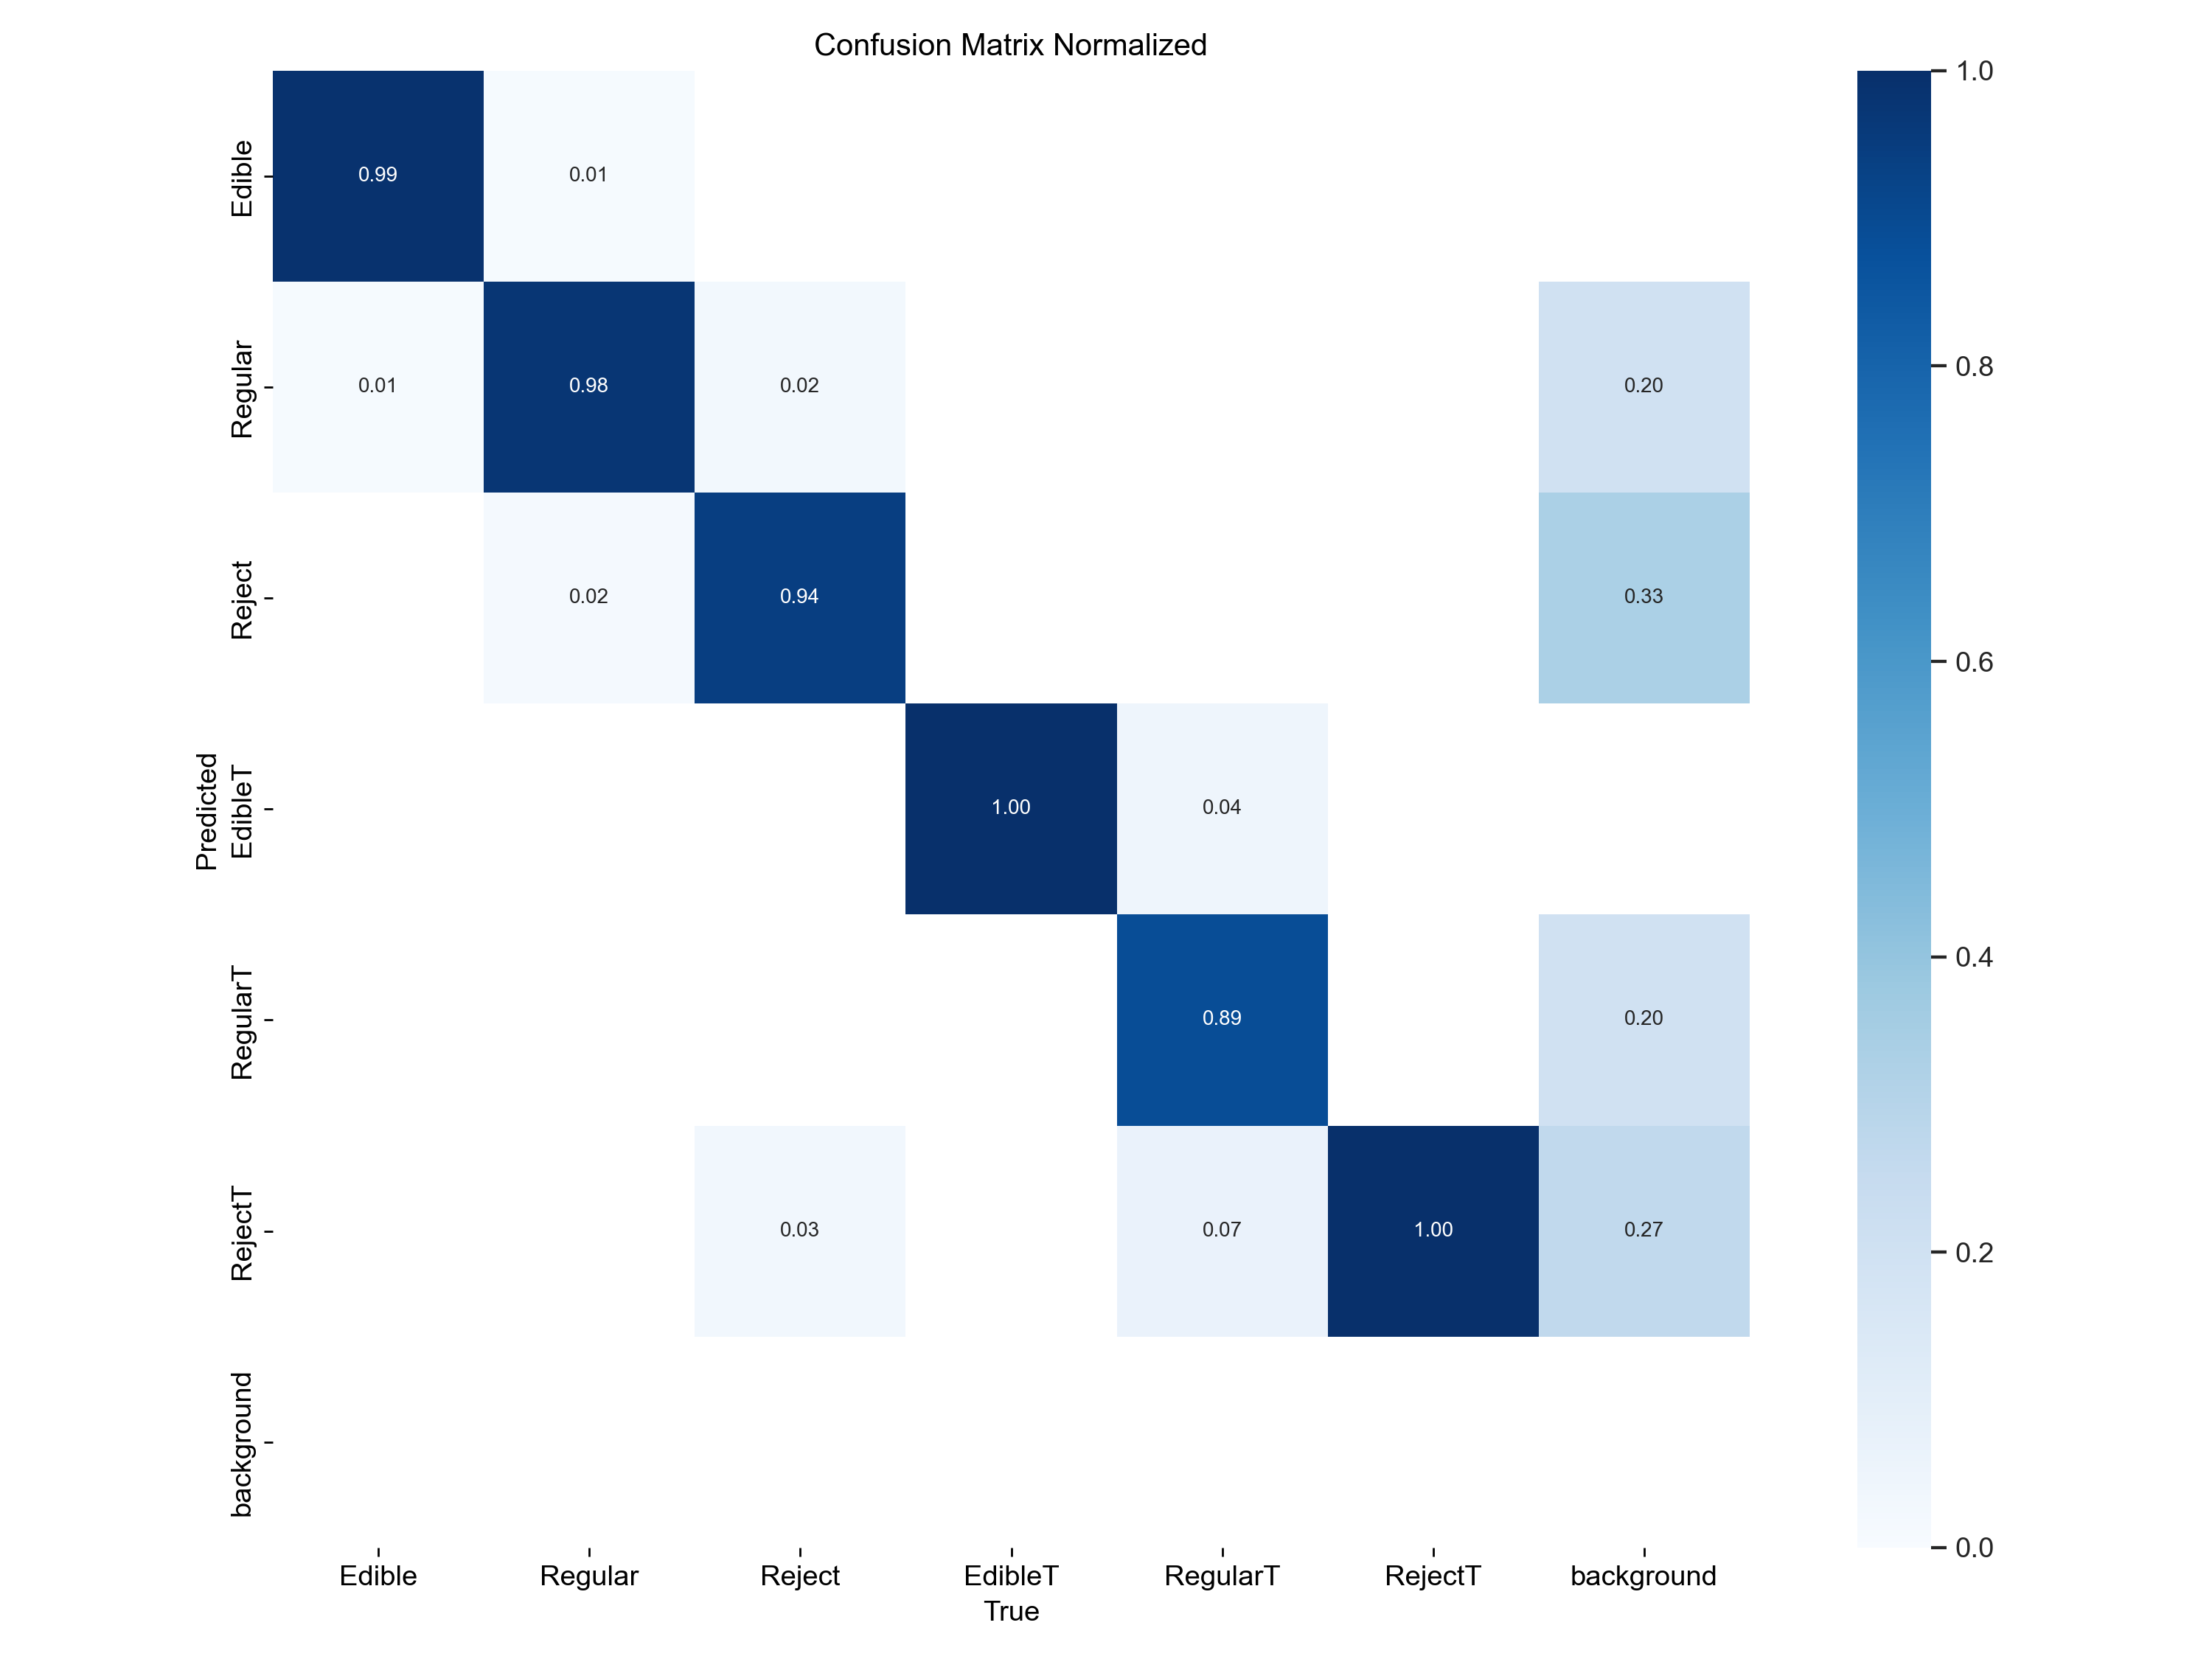 Confusion Matrix Normalized
Edible
0.99
0.01
Regular
0.01
0.98
0.02
0.20
Reject
0.02
0.94
0.33
Predicted
EdibleT
1.00
0.04
RegularT
0.89
0.20
RejectT
0.03
0.07
1.00
0.27
background
Edible
Regular
Reject
EdibleT
RegularT
RejectT
background
True
1.0
0.8
0.6
0.4
0.2
0.0